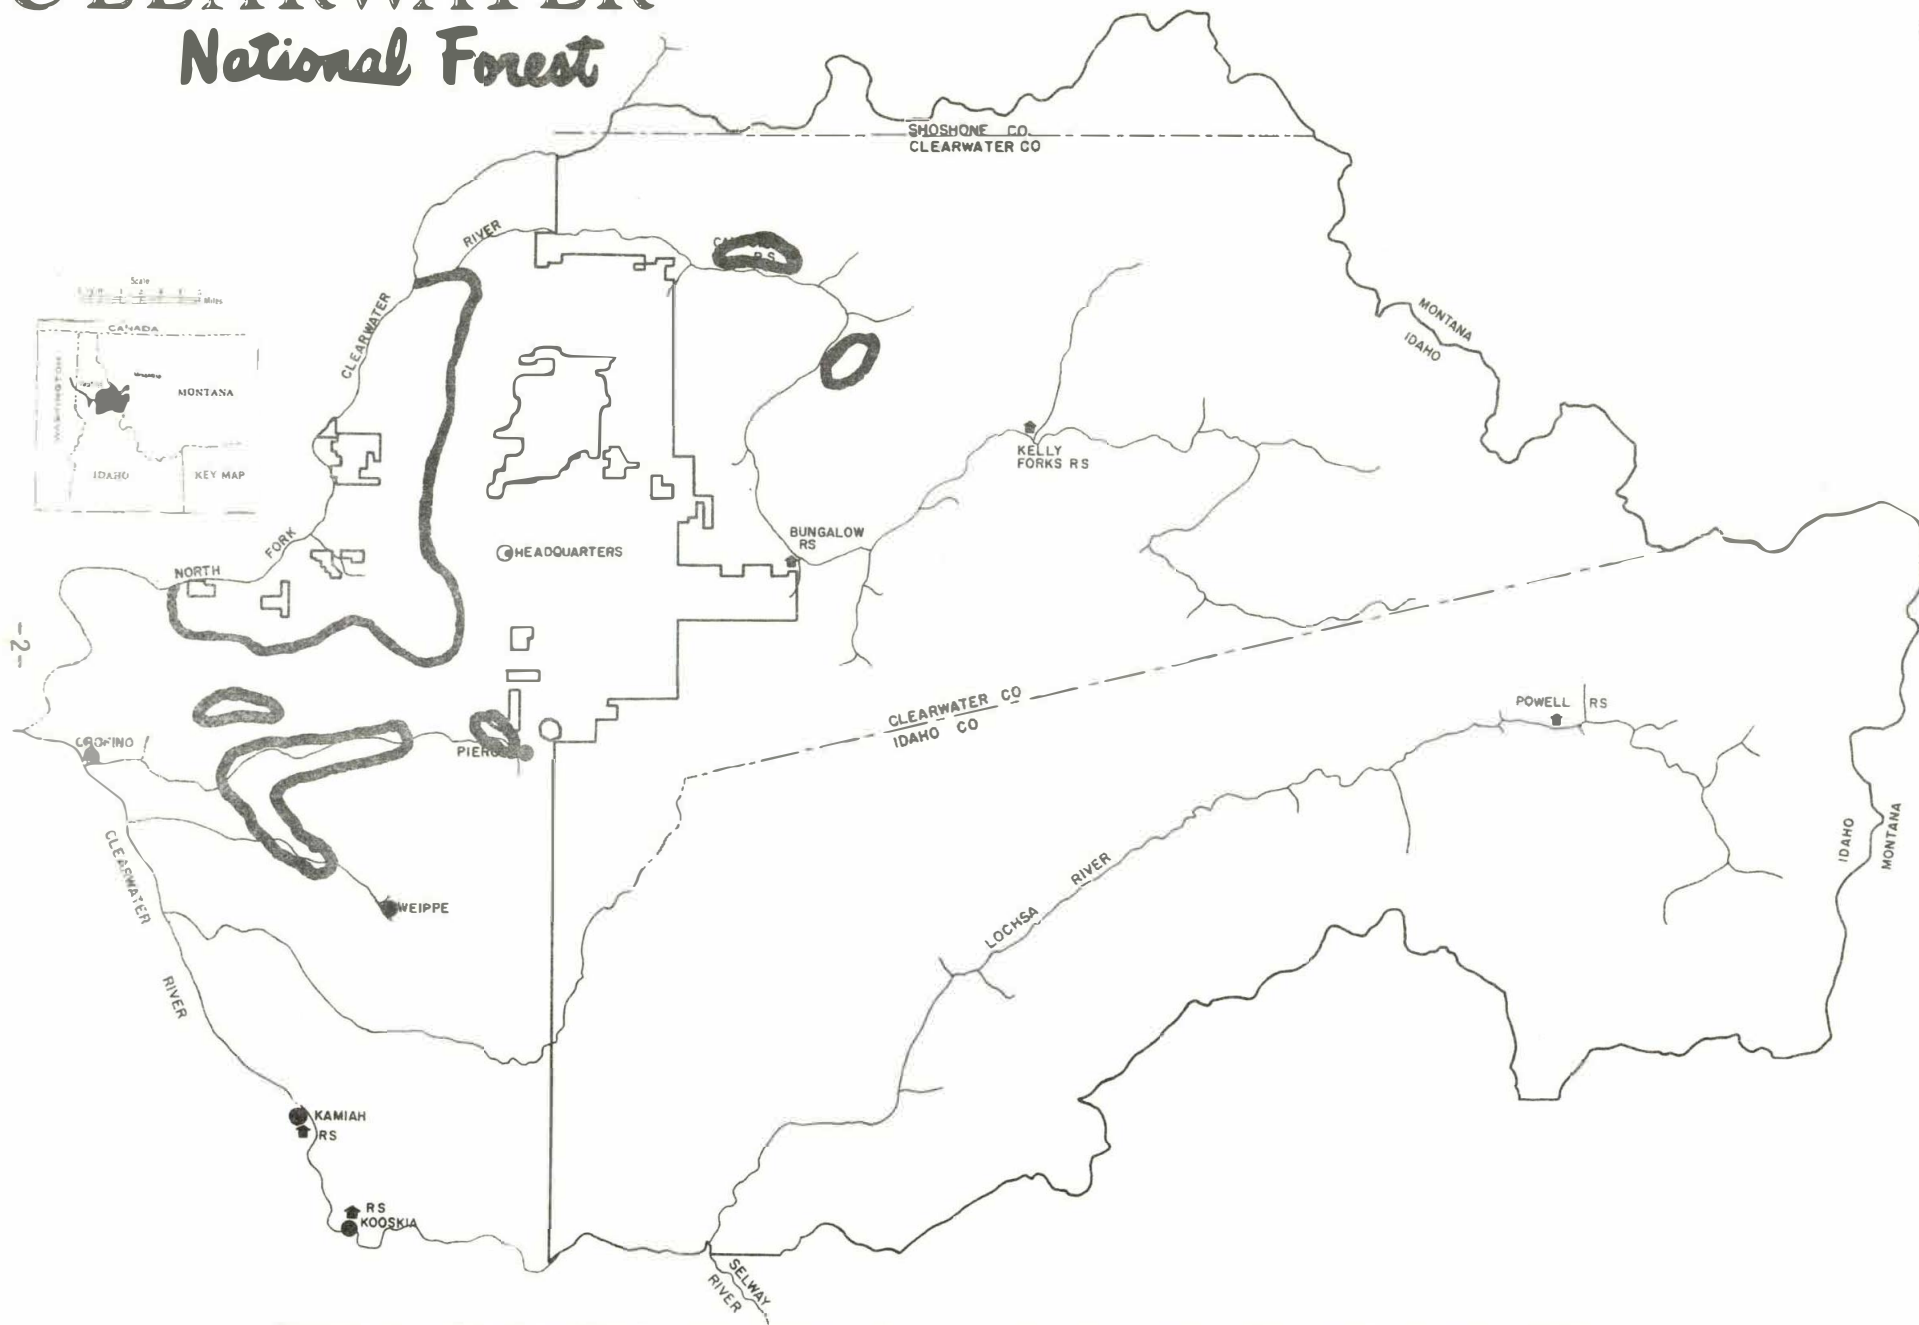 CLEARWATER
National Forest
SHOSHONE CO.
CLEARWATER CO
RIVER
RS
Scale
Miles
CLEARWATER
CANADA
WASHINGTON
MONTANA
IDAHO
KEY MAP
MONTANA
IDAHO
KELLY
FORKS RS
BUNGALOW
RS
HEADQUARTERS
FORK
NORTH
-2-
CLEARWATER CO
IDAHO CO
POWELL RS
OROFINO
PIERCE
CLEARWATER
RIVER
WEIPPE
LOCHSA
RIVER
IDAHO
MONTANA
KAMIAH
RS
RS
KOOSKIA
SELWAY
RIVER